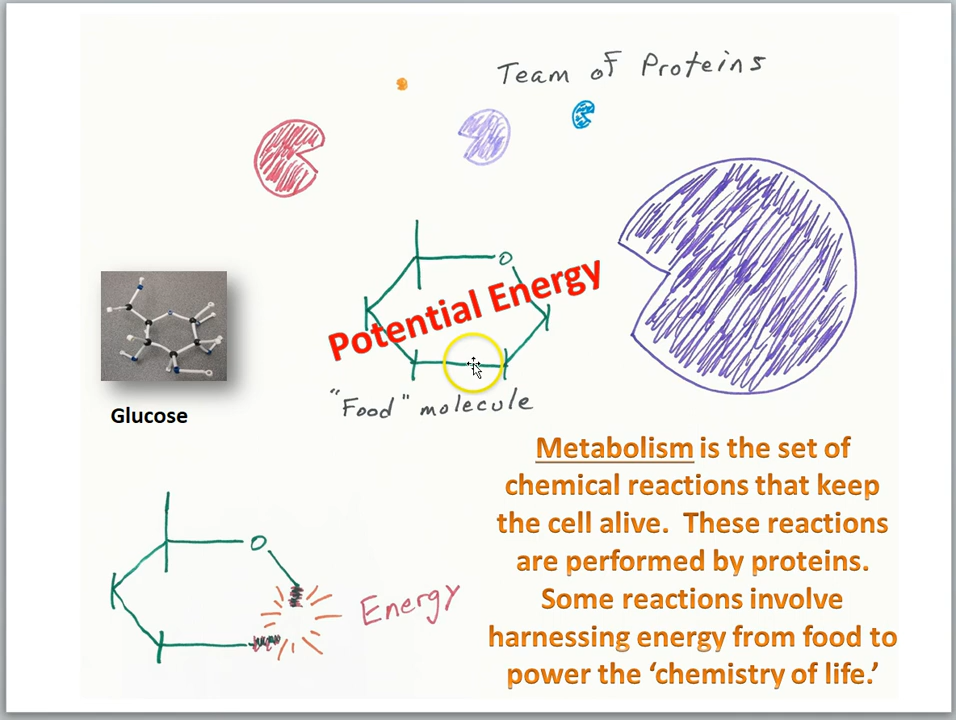 Team of Proteins
O
Potential Energy
"Food" molecule
Glucose
Metabolism is the set of
chemical reactions that keep
the cell alive.  These reactions
are performed by proteins.
Some reactions involve
harnessing energy from food to
power the ‘chemistry of life.’
O
Energy